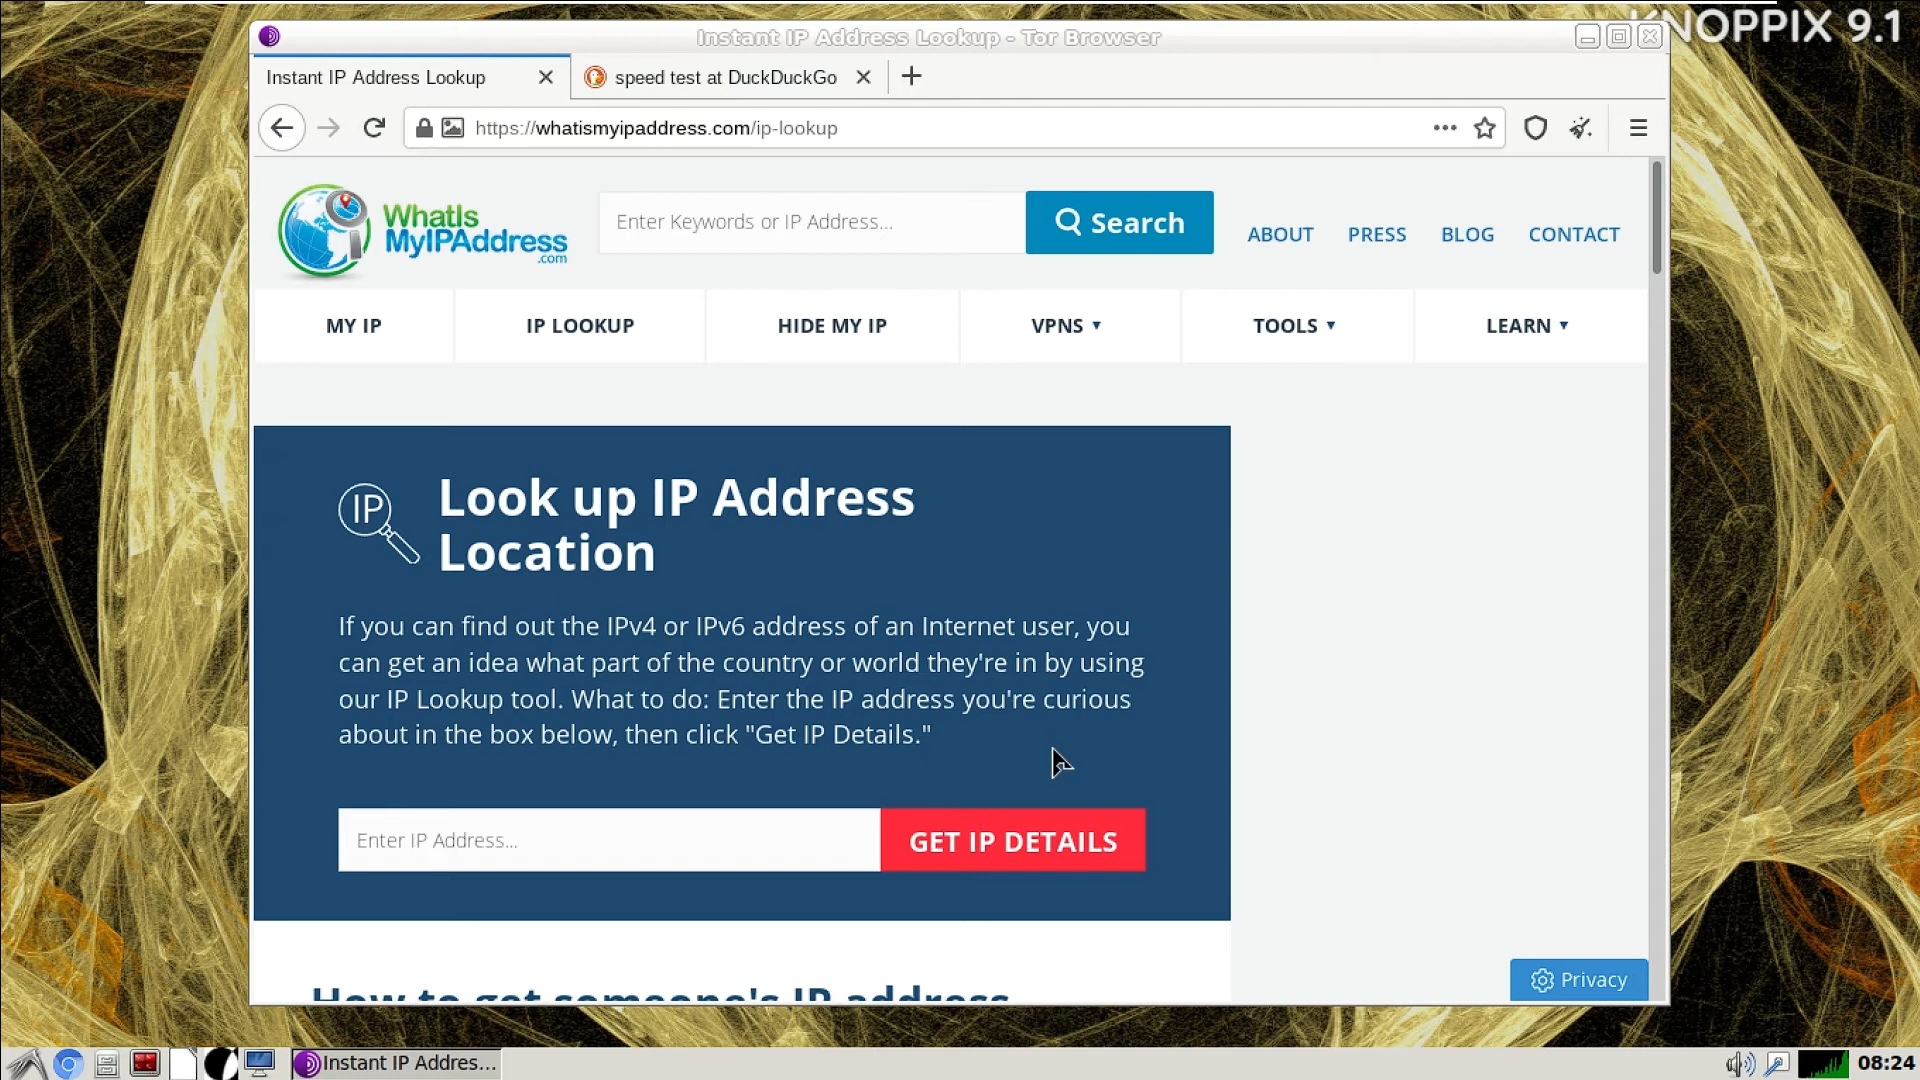 KNOPPIX 9.1
Instant IP Address Lookup - Tor Browser
Instant IP Address Lookup
speed test at DuckDuckGo
https://whatismyipaddress.com/ip-lookup
WhatIs
MyIPAddress
.com
Enter Keywords or IP Address...
Search
ABOUT PRESS BLOG CONTACT
MY IP IP LOOKUP HIDE MY IP VPNS TOOLS LEARN
IP
Look up IP Address
Location
If you can find out the IPv4 or IPv6 address of an Internet user, you
can get an idea what part of the country or world they're in by using
our IP Lookup tool. What to do: Enter the IP address you're curious
about in the box below, then click "Get IP Details."
Enter IP Address...
GET IP DETAILS
How to get someone's IP address
Privacy
Instant IP Addres...
08:24